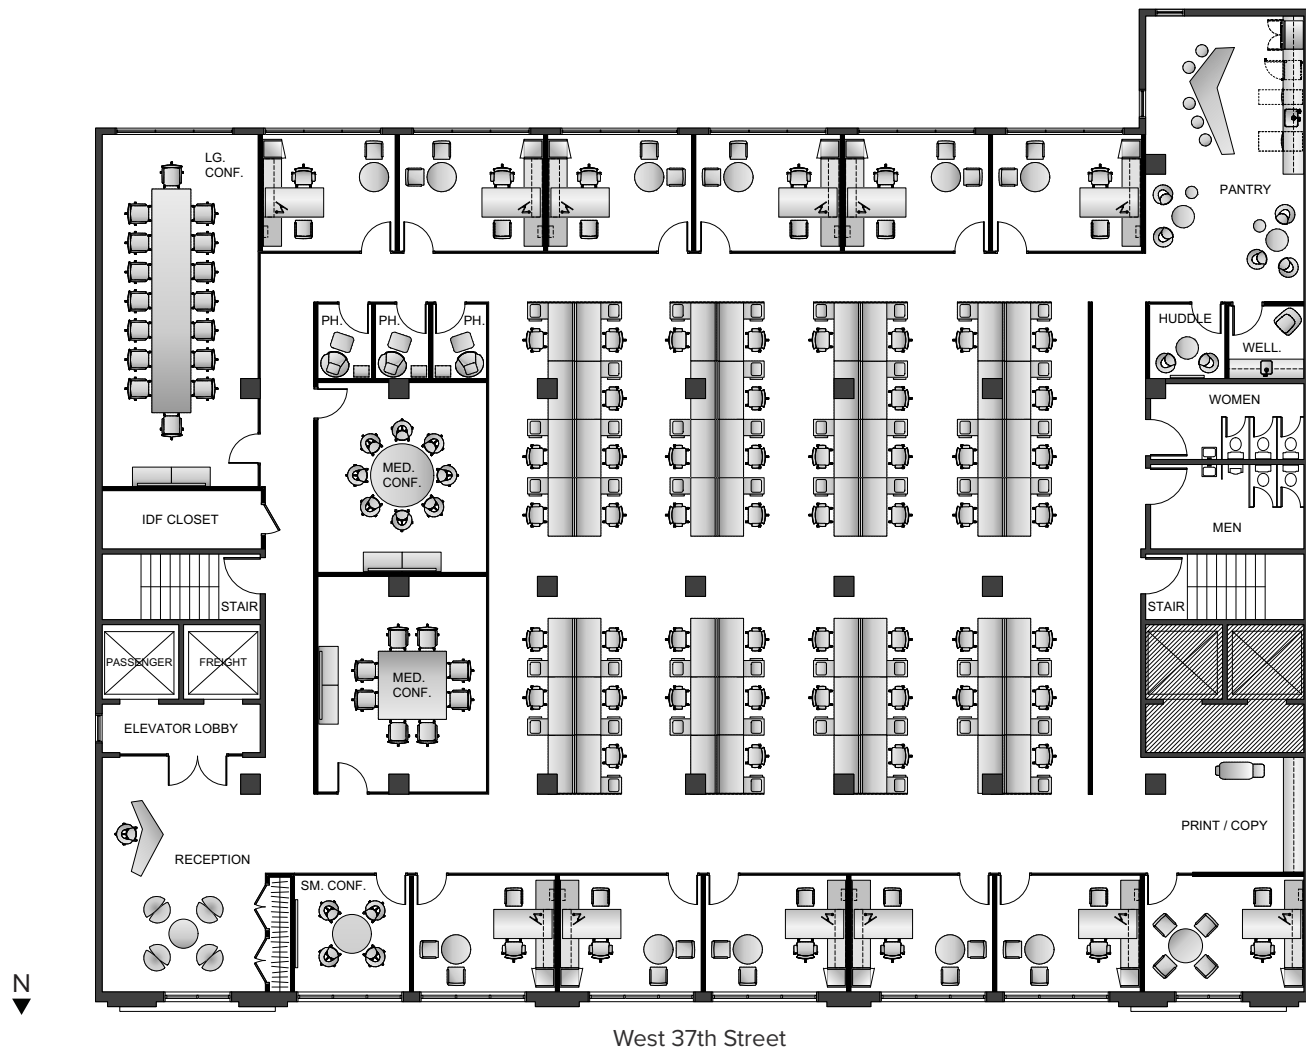 LG.
CONF.
PANTRY
PH.
PH.
PH.
HUDDLE
WELL.
WOMEN
MED.
CONF.
IDF CLOSET
MEN
STAIR
STAIR
PASSENGER
FREIGHT
MED.
CONF.
ELEVATOR LOBBY
PRINT / COPY
RECEPTION
SM. CONF.
N
West 37th Street